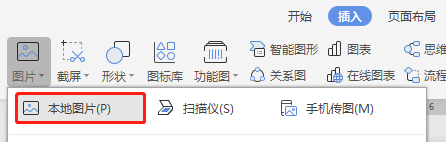 开始 插入 页面布局
智能图形 图表 思维
图片 截屏 形状 图标库 功能图 关系图 在线图表 流程
本地图片(P) 扫描仪(S) 手机传图(M)
6